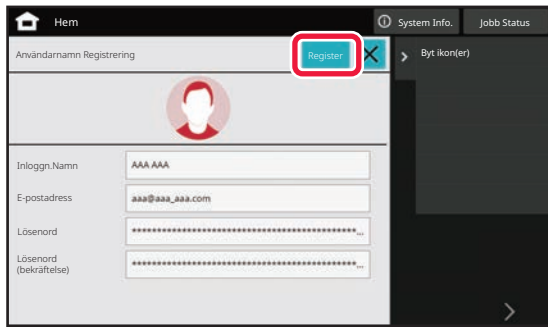 Hem
System Info.
Jobb Status
Användarnamn Registrering
Register
Byt ikon(er)
Inloggn.Namn
AAA AAA
E-postadress
aaa@aaa_aaa.com
Lösenord
************************************************...
Lösenord
(bekräftelse)
************************************************...